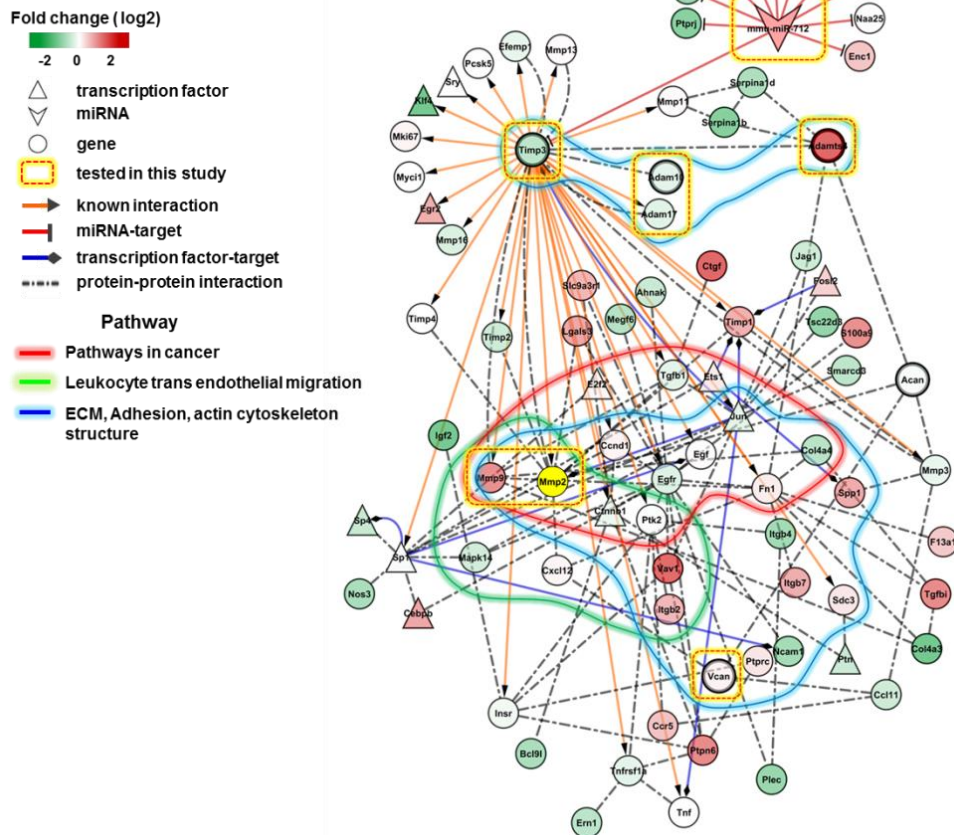 Fold change ( log2)
-2 0 2
transcription factor
miRNA
gene
tested in this study
known interaction
miRNA-target
transcription factor-target
protein-protein interaction
Pathway
Pathways in cancer
Leukocyte trans endothelial migration
ECM, Adhesion, actin cytoskeleton
structure
Ptprj
mmu-miR-712
Naa25
Enc1
Efemp1
Mmp13
Pcsk5
Sry
Klf4
Mki67
Myci1
Egr2
Mmp16
Timp3
Mmp11
Serpina1d
Serpina1b
Adam10
Adam17
Timp4
Timp2
Slc9a3r1
Lgals3
Megf6
Ahnak
Ctgf
Timp1
Jag1
Fosl2
Tsc22d3
S100a9
Smarcd3
Acan
E2f2
Tgfb1
Ets1
Jun
Igf2
Ccnd1
Egf
Col4a4
Mmp9
Mmp2
Egfr
Fn1
Spp1
Mmp3
Ctnnb1
Ptk2
Itgb4
F13a1
Sp4
Sp1
Mapk14
Cxcl12
Vav1
Itgb7
Sdc3
Tgfbi
Nos3
Cebpb
Itgb2
Ncam1
Ptn
Col4a3
Ptprc
Vcan
Ccl11
Insr
Ccr5
Bcl9l
Ptpn6
Plec
Tnfrsf1a
Tnf
Ern1